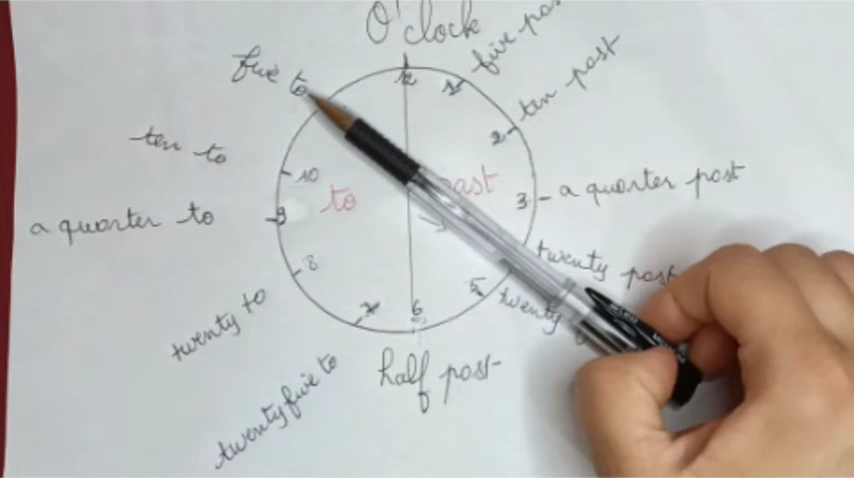 O'clock
five
five to
12
1
ten past
2
ten to
10
to
past
3 - a quarter past
a quarter to
9
8
twenty past
twenty to
7
6
5
twenty
half past
twenty five to